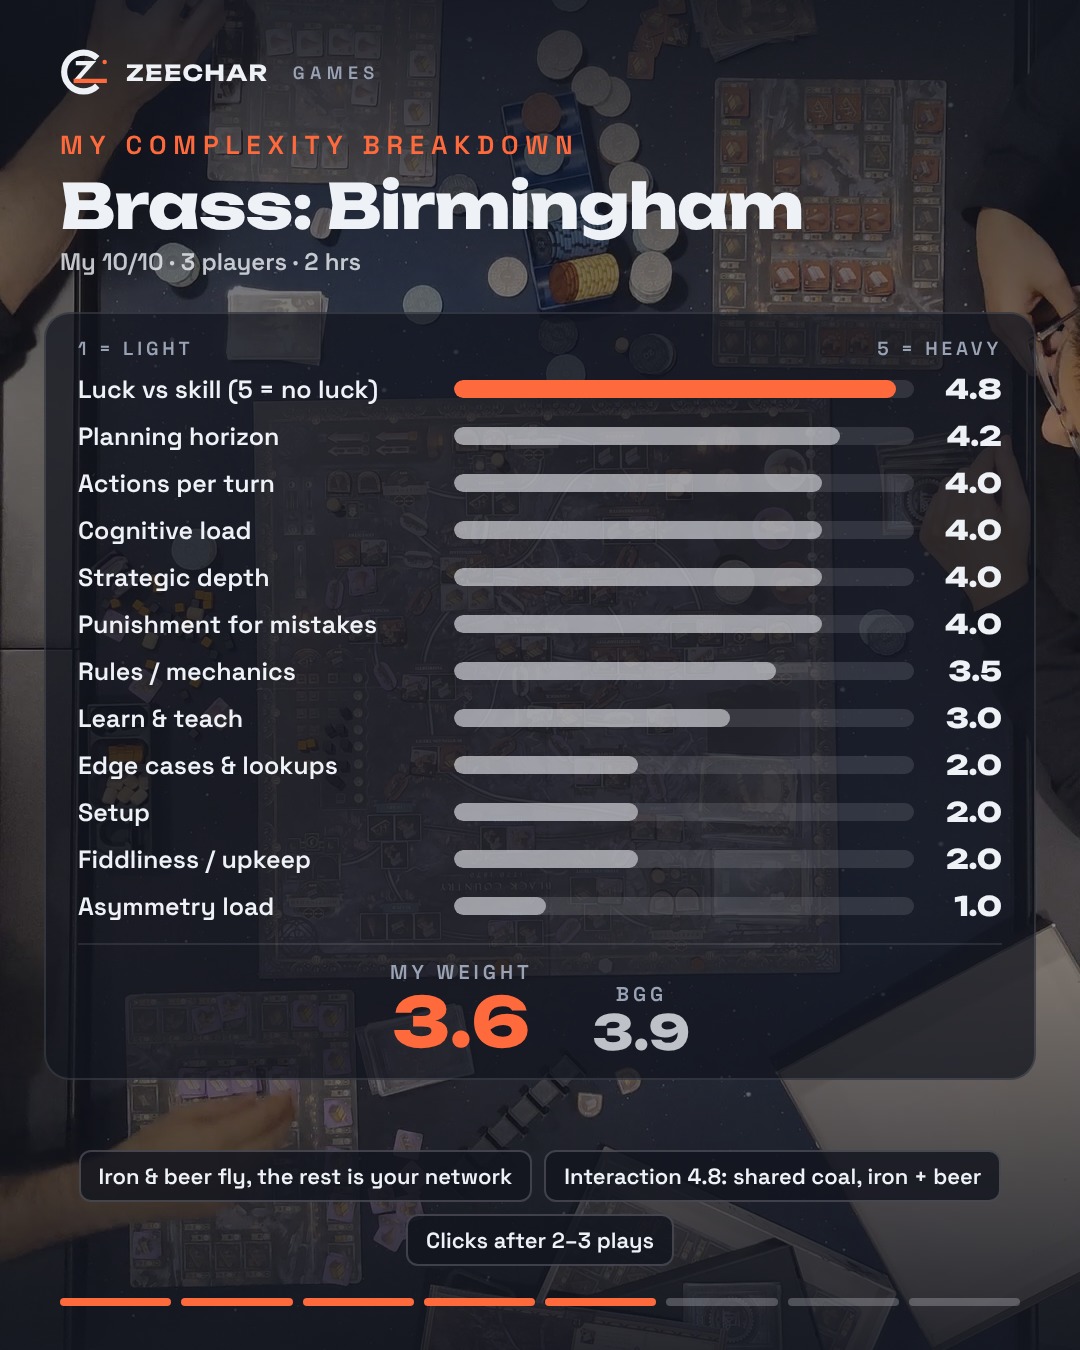 ZEECHAR GAMES
MY COMPLEXITY BREAKDOWN
Brass: Birmingham
My 10/10 · 3 players · 2 hrs
1 = LIGHT 5 = HEAVY
Luck vs skill (5 = no luck) 4.8
Planning horizon 4.2
Actions per turn 4.0
Cognitive load 4.0
Strategic depth 4.0
Punishment for mistakes 4.0
Rules / mechanics 3.5
Learn & teach 3.0
Edge cases & lookups 2.0
Setup 2.0
Fiddliness / upkeep 2.0
Asymmetry load 1.0
MY WEIGHT BGG
3.6 3.9
Iron & beer fly, the rest is your network Interaction 4.8: shared coal, iron + beer
Clicks after 2–3 plays